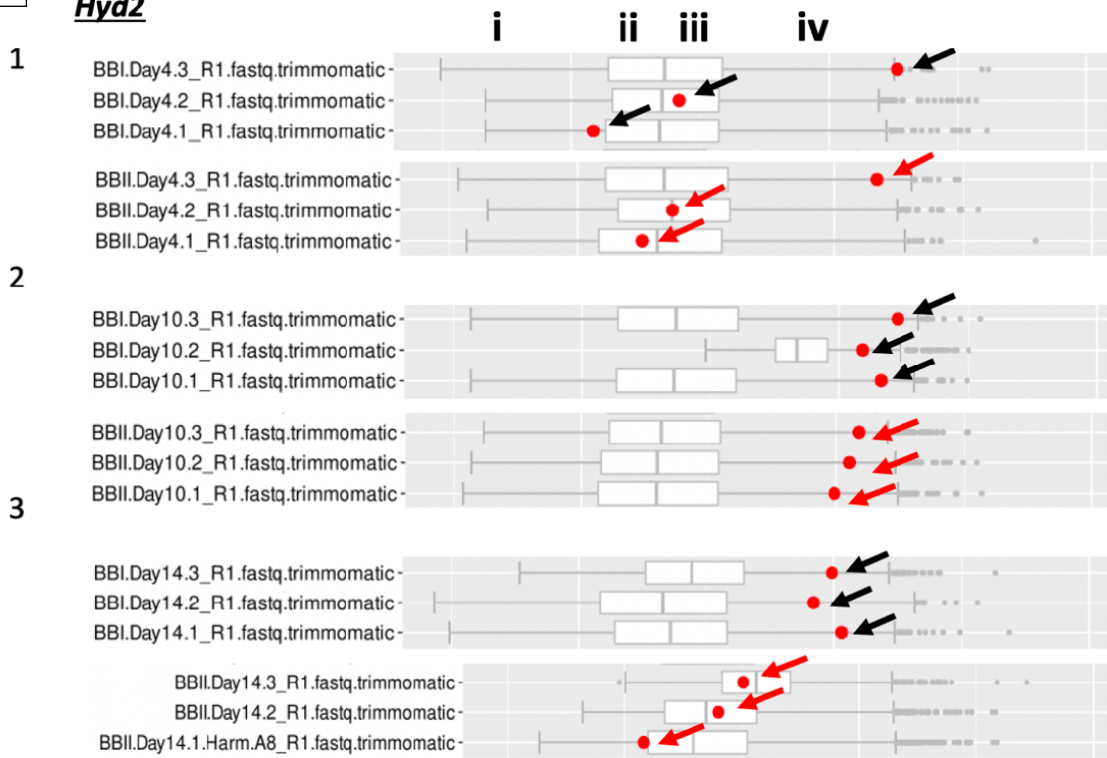 Hyd2
i ii iii iv
1
BBI.Day4.3_R1.fastq.trimmomatic
BBI.Day4.2_R1.fastq.trimmomatic
BBI.Day4.1_R1.fastq.trimmomatic
BBII.Day4.3_R1.fastq.trimmomatic
BBII.Day4.2_R1.fastq.trimmomatic
BBII.Day4.1_R1.fastq.trimmomatic
2
BBI.Day10.3_R1.fastq.trimmomatic
BBI.Day10.2_R1.fastq.trimmomatic
BBI.Day10.1_R1.fastq.trimmomatic
BBII.Day10.3_R1.fastq.trimmomatic
BBII.Day10.2_R1.fastq.trimmomatic
BBII.Day10.1_R1.fastq.trimmomatic
3
BBI.Day14.3_R1.fastq.trimmomatic
BBI.Day14.2_R1.fastq.trimmomatic
BBI.Day14.1_R1.fastq.trimmomatic
BBII.Day14.3_R1.fastq.trimmomatic
BBII.Day14.2_R1.fastq.trimmomatic
BBII.Day14.1.Harm.A8_R1.fastq.trimmomatic